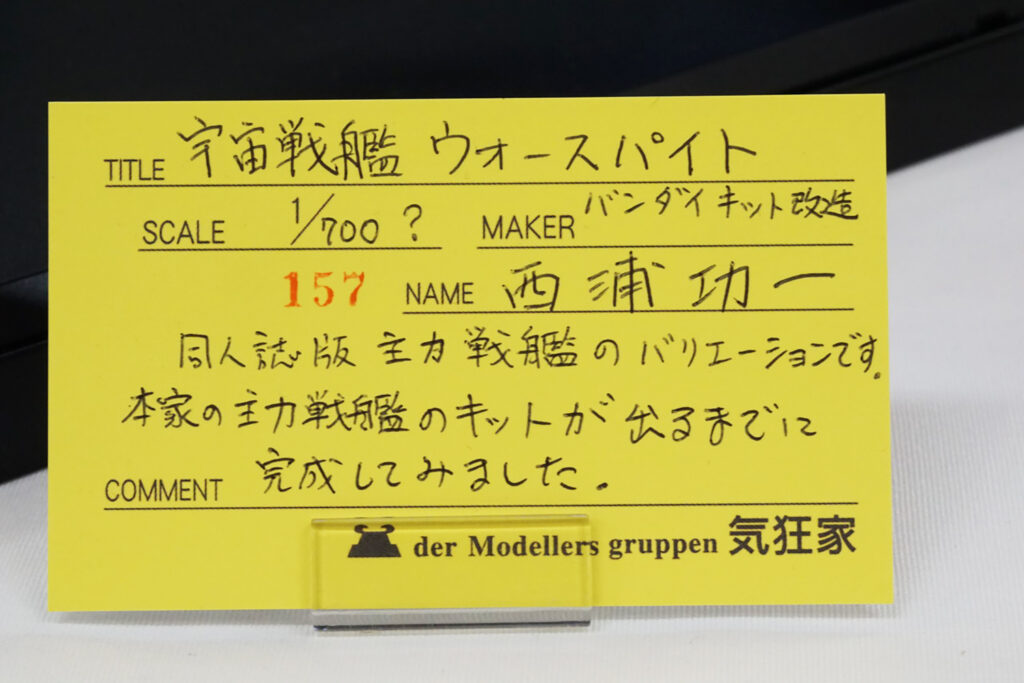 TITLE 宇宙戦艦 ウォースパイト
SCALE 1/700? MAKER バンダイキット改造
157 NAME 西浦功一
同人誌版 主力戦艦のバリエーションです。
本家の主力戦艦のキットが出るまでに
COMMENT 完成してみました。
der Modellers gruppen 気狂家